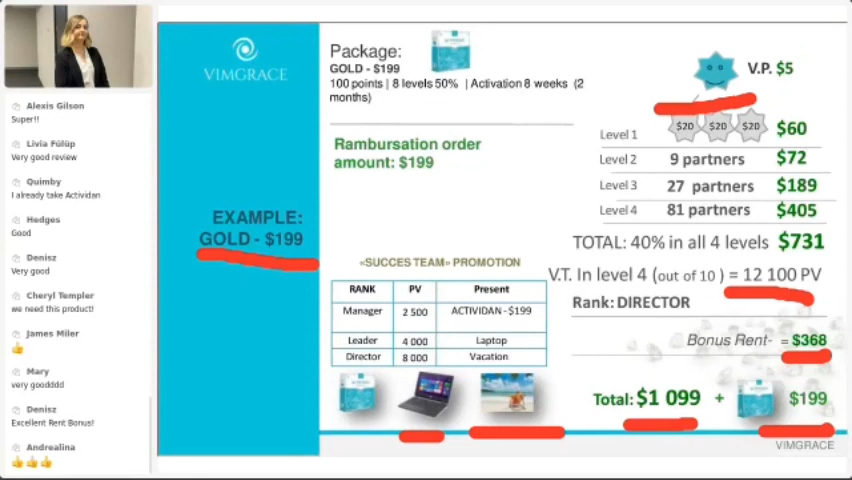 Alexis Gilson
Super!!
Livia Fülüp
Very good review
Quimby
I already take Actividan
Hedges
Good
Denisz
Very good
Cheryl Templer
we need this product!
James Miler
👍
Mary
very goodddd
Denisz
Excellent Rent Bonus!
Andrealina
👍👍👍
VIMGRACE
EXAMPLE:
GOLD - $199
Package:
GOLD - $199
100 points | 8 levels 50% | Activation 8 weeks (2
months)
Rambursation order
amount: $199
«SUCCES TEAM» PROMOTION
RANK PV Present
Manager 2 500 ACTIVIDAN - $199
Leader 4 000 Laptop
Director 8 000 Vacation
V.P. $5
$20 $20 $20
Level 1 $60
Level 2 9 partners $72
Level 3 27 partners $189
Level 4 81 partners $405
TOTAL: 40% in all 4 levels $731
V.T. In level 4 (out of 10 ) = 12 100 PV
Rank: DIRECTOR
Bonus Rent- = $368
Total: $1 099 + $199
VIMGRACE